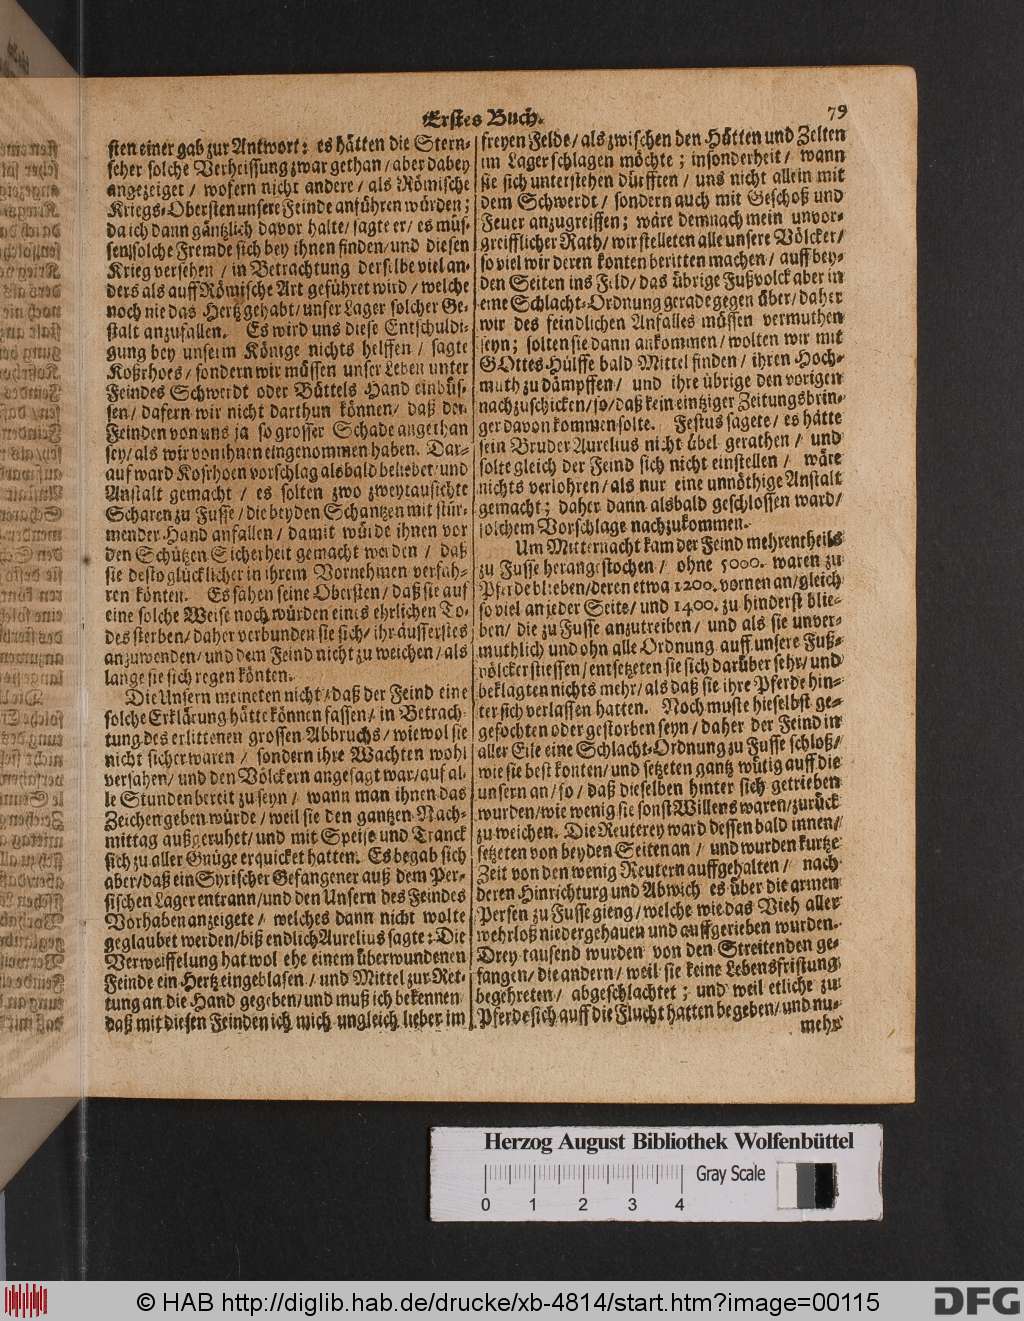 Erstes Buch.
79
sten einer gab zur Antwort: es hätten die Stern-
seher solche Verheissung zwar gethan/ aber dabey
angezeiget/ wofern nicht andere/ als Römische
Kriegs-Obersten unsere Feinde anführen würden;
da ich dann gäntzlich davor halte/ sagte er/ es müs-
sen solche Fremde sich bey ihnen finden/ und diesen
Krieg versehen/ in Betrachtung derselbe viel an-
ders als auff Römische Art geführet wird/ welche
noch nie das Hertz gehabt/ unser Lager solcher Ge-
stalt anzufallen. Es wird uns diese Entschuldi-
gung bey unserm Könige nichts helffen/ sagte
Koßrhoes/ sondern wir müssen unser Leben unter
Feindes Schwerdt oder Büttels Hand einbüs-
sen/ dafern wir nicht darthun können/ daß den
Feinden von uns ja so grosser Schade angethan
sey/ als wir von ihnen eingenommen haben. Dar-
auf ward Kosrhoen vorschlag alsbald beliebet/ und
Anstalt gemacht/ es solten zwo zweytausichte
Scharen zu Fusse/ die beyden Schantzen mit stür-
mender Hand anfallen/ damit würde ihnen vor
den Schützen Sicherheit gemacht werden/ daß
sie desto glücklicher in ihrem Vornehmen verfah-
ren könten. Es sahen seine Obersten/ daß sie auf
eine solche Weise noch würden eines ehrlichen To-
des sterben/ daher verbunden sie sich/ ihr äusserstes
anzuwenden/ und dem Feind nicht zu weichen/ als
lange sie sich regen könten.
Die Unsern meineten nicht/ daß der Feind eine
solche Erklärung hätte können fassen/ in Betrach-
tung des erlittenen grossen Abbruchs/ wiewol sie
nicht sicher waren/ sondern ihre Wachten wohl
versahen/ und den Völckern angesagt war/ auf al-
le Stunden bereit zu seyn/ wann man ihnen das
Zeichen geben würde/ weil sie den gantzen Nach-
mittag außgeruhet/ und mit Speise und Tranck
sich zu aller Gnüge erquicket hatten. Es begab sich
aber/ daß ein Syrischer Gefangener auß dem Per-
sischen Lager entrann/ und den Unsern des Feindes
Vorhaben anzeigete/ welches dann nicht wolte
geglaubet werden/ biß endlich Aurelius sagte: Die
Verweiffelung hat wol ehe einem überwundenen
Feinde ein Hertz eingeblasen/ und Mittel zur Ret-
tung an die Hand gegeben/ und muß ich bekennen
daß mit diesen Feinden ich mich ungleich lieber im
freyen Felde/ als zwischen den Hütten und Zelten
im Lager schlagen möchte; insonderheit/ wann
sie sich unterstehen dürfften/ uns nicht allein mit
dem Schwerdt/ sondern auch mit Geschoß und
Feuer anzugreiffen; wäre demnach mein unvor-
greifflicher Rath/ wir stelleten alle unsere Völcker/
so viel wir deren konten beritten machen/ auff bey-
den Seiten ins Feld/ das übrige Fußvolck aber in
eine Schlacht-Ordnung gerade gegen über/ daher
wir des feindlichen Anfalles müssen vermuthen
seyn; solten sie dann ankommen/ wolten wir mit
GOttes Hülffe bald Mittel finden/ ihren Hoch-
muth zu dämpffen/ und ihre übrige den vorigen
nachzuschicken/ so/ daß kein eintziger Zeitungsbrin-
ger davon kommen solte. Festus sagete/ es hätte
sein Bruder Aurelius nicht übel gerathen/ und
solte gleich der Feind sich nicht einstellen/ wäre
nichts verlohren/ als nur eine unnöthige Anstalt
gemacht; daher dann alsbald geschlossen ward/
solchem Vorschlage nachzukommen.
Um Mitternacht kam der Feind mehrentheils
zu Fusse herangestochen/ ohne 5000. waren zu
Pferde blieben/ deren etwa 1200. vornen an/ gleich
so viel an jeder Seite/ und 1400. zu hinderst blie-
ben/ die zu Fusse anzutreiben/ und als sie unver-
muthlich und ohn alle Ordnung auff unsere Fuß-
völcker stiessen/ entsetzeten sie sich darüber sehr/ und
beklagten nichts mehr/ als daß sie ihre Pferde hin-
ter sich verlassen hatten. Noch muste hieselbst ge-
gefochten oder gestorben seyn/ daher der Feind in
aller Eile eine Schlacht-Ordnung zu Fusse schloß/
wie sie best konten/ und setzeten gantz wütig auff die
unsern an/ so/ daß dieselben hinter sich getrieben
wurden/ wie wenig sie sonst Willens waren/ zurück
zu weichen. Die Reuterey ward dessen bald innen/
setzeten von beyden Seiten an/ und wurden kurtze
Zeit von den wenig Reutern auffgehalten/ nach
deren Hinrichtung und Abwich es über die armen
Persen zu Fusse gieng/ welche wie das Vieh aller
wehrloß niedergehauen und auffgerieben wurden.
Drey tausend wurden von den Streitenden ge-
fangen/ die andern/ weil sie keine Lebensfristung
begehreten/ abgeschlachtet; und weil etliche zu
Pferde sich auff die Flucht hatten begeben/ und nu-
mehr
Herzog August Bibliothek Wolfenbüttel
0 1 2 3 4
Gray Scale
© HAB http://diglib.hab.de/drucke/xb-4814/start.htm?image=00115
DFG